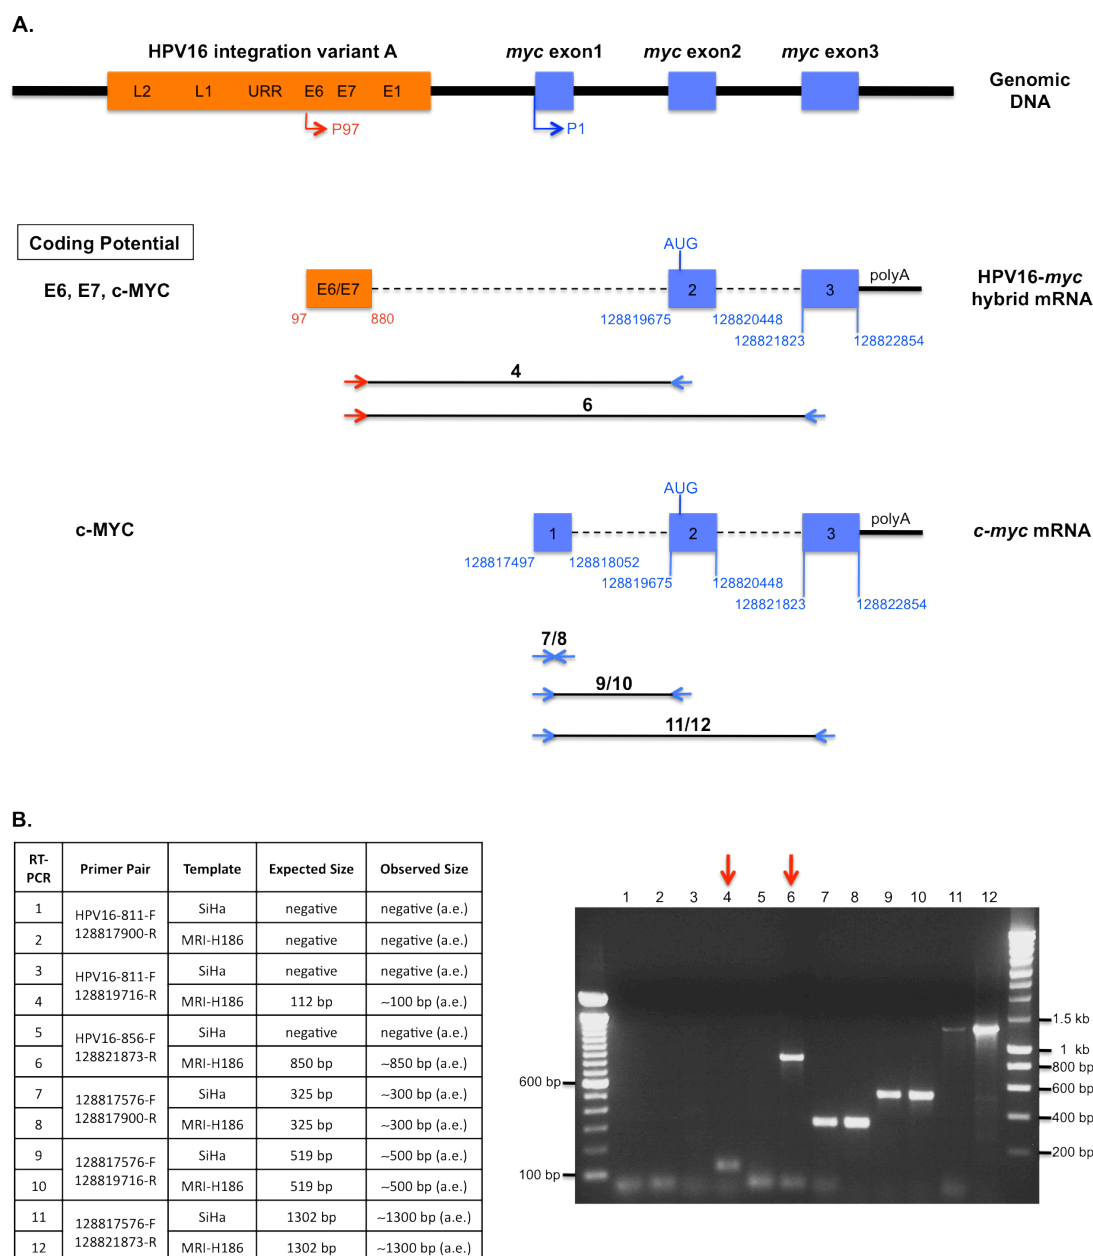 A.
HPV16 integration variant A
myc exon1
myc exon2
myc exon3
L2 L1 URR E6 E7 E1
Genomic
DNA
P97
P1
Coding Potential
E6, E7, c-MYC
AUG
E6/E7
2
3
polyA
HPV16-myc
hybrid mRNA
97
880
128819675
128820448
128821823
128822854
4
6
c-MYC
AUG
1
2
3
polyA
c-myc mRNA
128817497
128818052
128819675
128820448
128821823
128822854
7/8
9/10
11/12
B.
RT-
PCR
Primer Pair
Template
Expected Size
Observed Size
1
HPV16-811-F
128817900-R
SiHa
negative
negative (a.e.)
2
MRI-H186
negative
negative (a.e.)
3
HPV16-811-F
128819716-R
SiHa
negative
negative (a.e.)
4
MRI-H186
112 bp
~100 bp (a.e.)
5
HPV16-856-F
128821873-R
SiHa
negative
negative (a.e.)
6
MRI-H186
850 bp
~850 bp (a.e.)
7
128817576-F
128817900-R
SiHa
325 bp
~300 bp (a.e.)
8
MRI-H186
325 bp
~300 bp (a.e.)
9
128817576-F
128819716-R
SiHa
519 bp
~500 bp (a.e.)
10
MRI-H186
519 bp
~500 bp (a.e.)
11
128817576-F
128821873-R
SiHa
1302 bp
~1300 bp (a.e.)
12
MRI-H186
1302 bp
~1300 bp (a.e.)
1 2 3 4 5 6 7 8 9 10 11 12
600 bp
100 bp
1.5 kb
1 kb
800 bp
600 bp
400 bp
200 bp